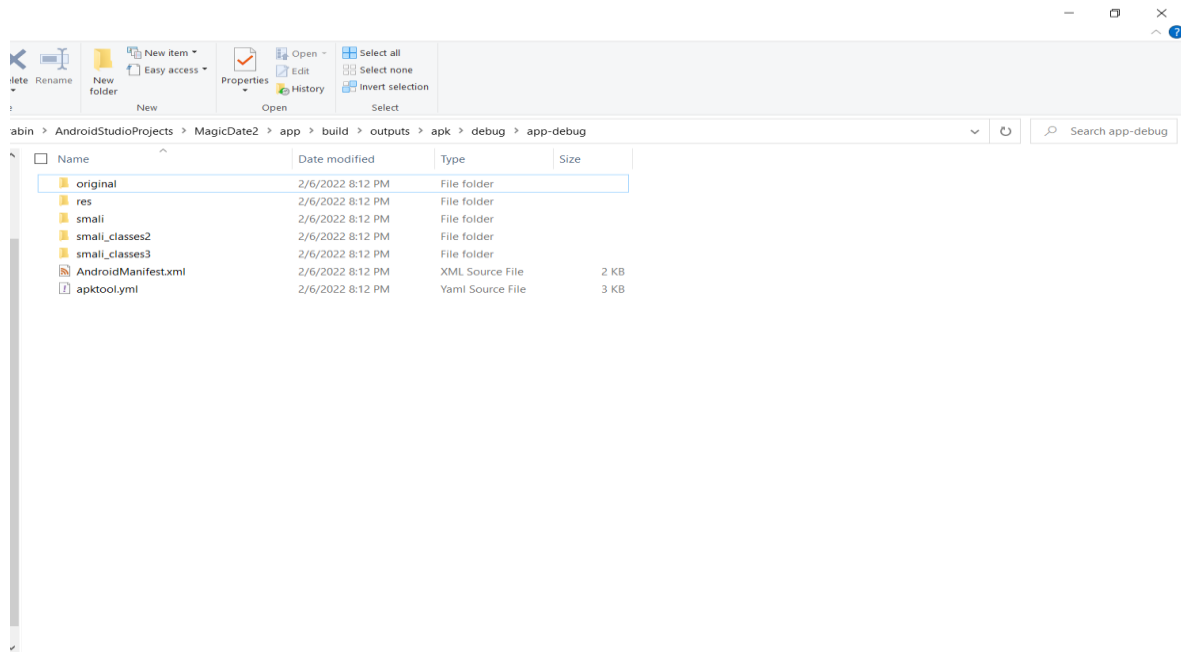 New item
Open
Select all
Easy access
Edit
Select none
lete Rename
New folder
Properties
History
Invert selection
New
Open
Select
abin > AndroidStudioProjects > MagicDate2 > app > build > outputs > apk > debug > app-debug
Search app-debug
Name Date modified Type Size
original 2/6/2022 8:12 PM File folder
res 2/6/2022 8:12 PM File folder
smali 2/6/2022 8:12 PM File folder
smali_classes2 2/6/2022 8:12 PM File folder
smali_classes3 2/6/2022 8:12 PM File folder
AndroidManifest.xml 2/6/2022 8:12 PM XML Source File 2 KB
apktool.yml 2/6/2022 8:12 PM Yaml Source File 3 KB